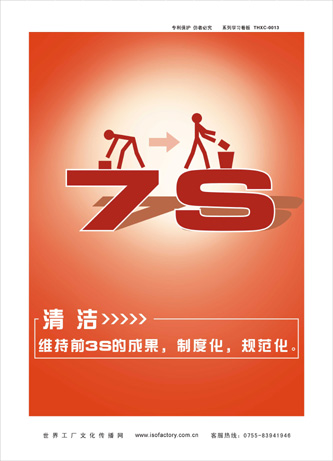 专利保护 仿者必究 系列学习看板 THXC-0013
7S
清 洁>>>>>
维持前3S的成果，制度化，规范化。
世界工厂文化传播网 www.isofactory.com.cn 客服热线：0755-83941946